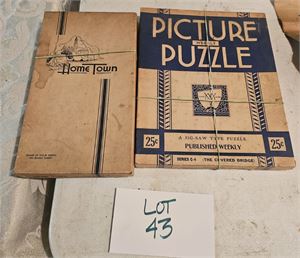 Home Town
PICTURE
WEEKLY
PUZZLE
25¢
25¢
A JIG-SAW TYPE PUZZLE
PUBLISHED WEEKLY
SERIES C-4 (THE COVERED BRIDGE)
LOT
43